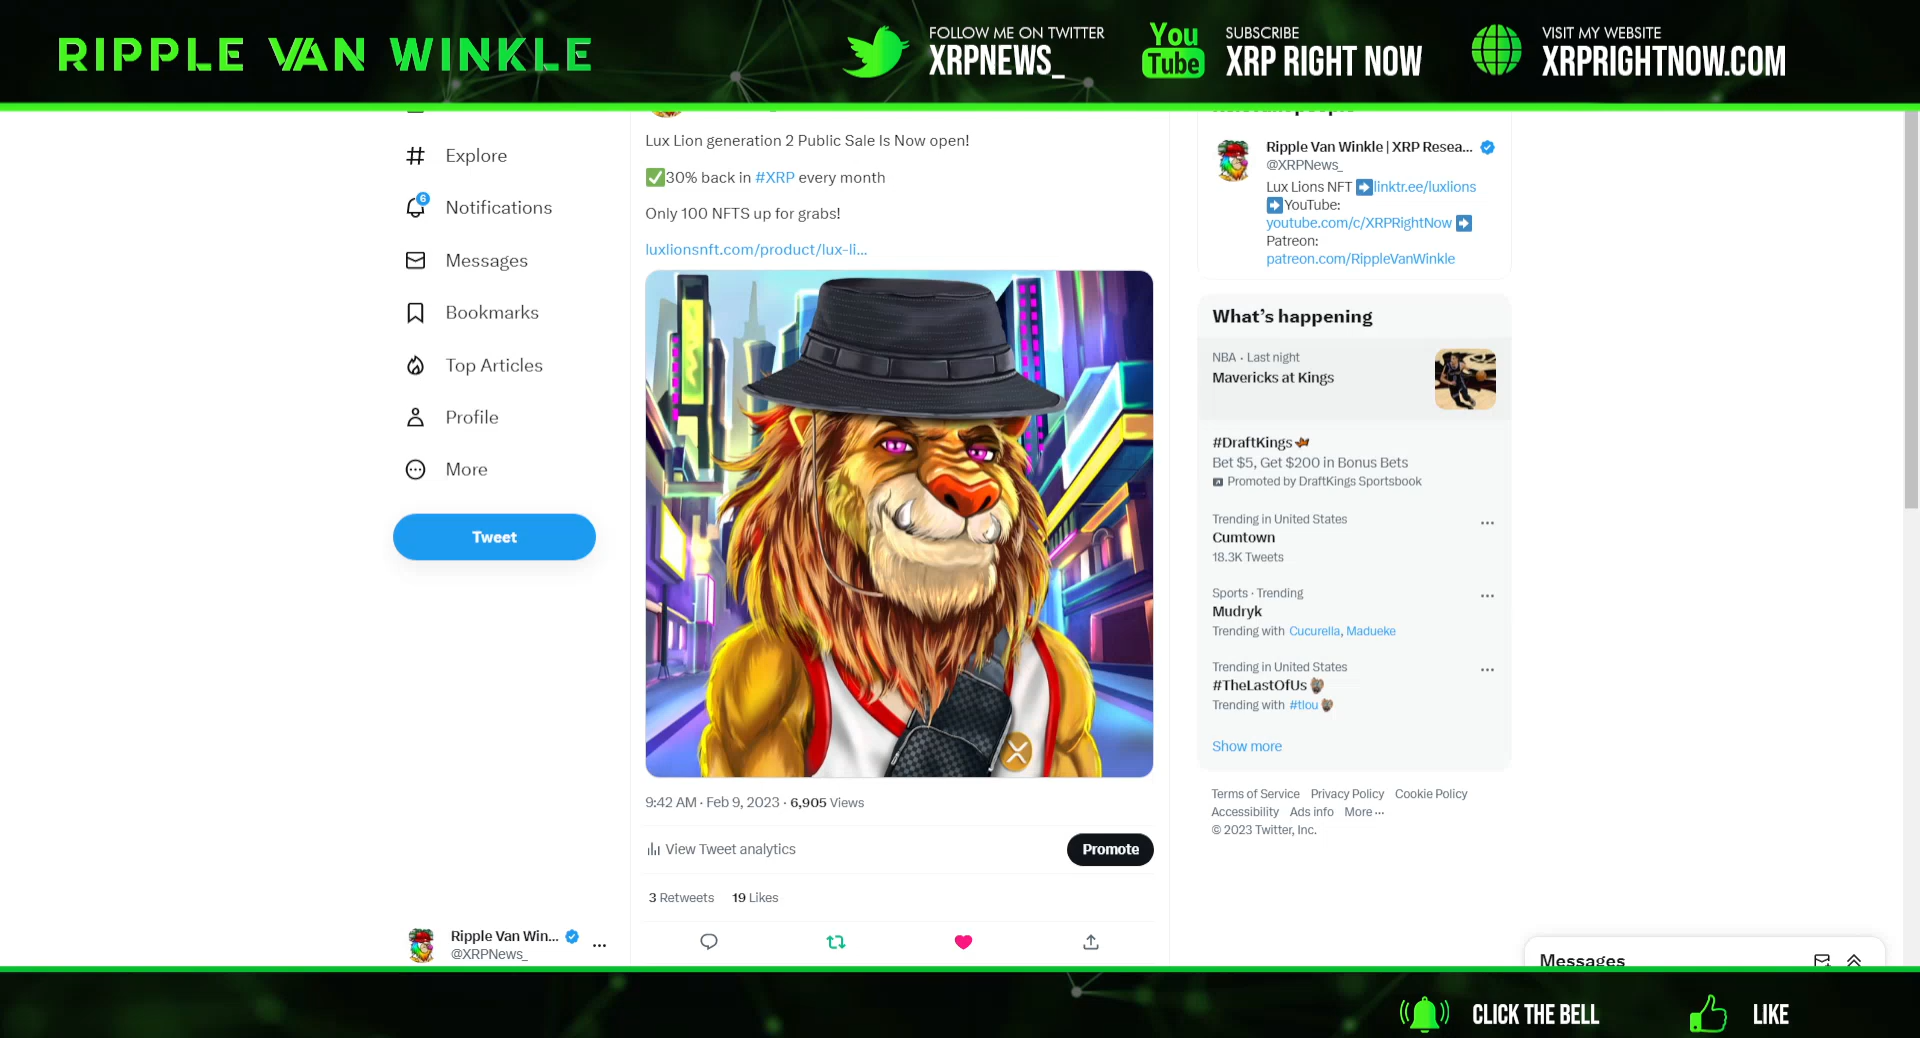 RIPPLE VAN WINKLE
FOLLOW ME ON TWITTER
XRPNEWS_
You
Tube
SUBSCRIBE
XRP RIGHT NOW
VISIT MY WEBSITE
XRPRIGHTNOW.COM
Explore
6
Notifications
Messages
Bookmarks
Top Articles
Profile
More
Tweet
Ripple Van Win...
@XRPNews_
Lux Lion generation 2 Public Sale Is Now open!
✅30% back in #XRP every month
Only 100 NFTS up for grabs!
luxlionsnft.com/product/lux-li...
9:42 AM · Feb 9, 2023 · 6,905 Views
View Tweet analytics
Promote
3 Retweets 19 Likes
Ripple Van Winkle | XRP Resea...
@XRPNews_
Lux Lions NFT ➡️linktr.ee/luxlions
➡️YouTube:
youtube.com/c/XRPRightNow ➡️
Patreon:
patreon.com/RippleVanWinkle
What's happening
NBA · Last night
Mavericks at Kings
#DraftKings
Bet $5, Get $200 in Bonus Bets
Promoted by DraftKings Sportsbook
Trending in United States
Cumtown
18.3K Tweets
Sports · Trending
Mudryk
Trending with Cucurella, Madueke
Trending in United States
#TheLastOfUs
Trending with #tlou
Show more
Terms of Service Privacy Policy Cookie Policy
Accessibility Ads info More ...
© 2023 Twitter, Inc.
Messages
CLICK THE BELL
LIKE